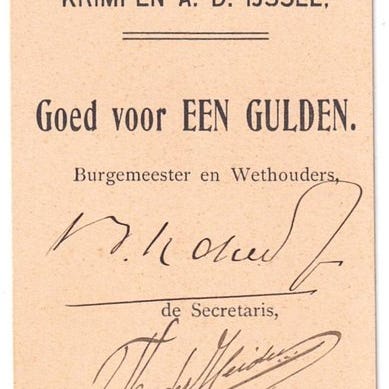 KRIMPEN A. D. IJSSEL,
Goed voor EEN GULDEN.
Burgemeester en Wethouders,
de Secretaris,